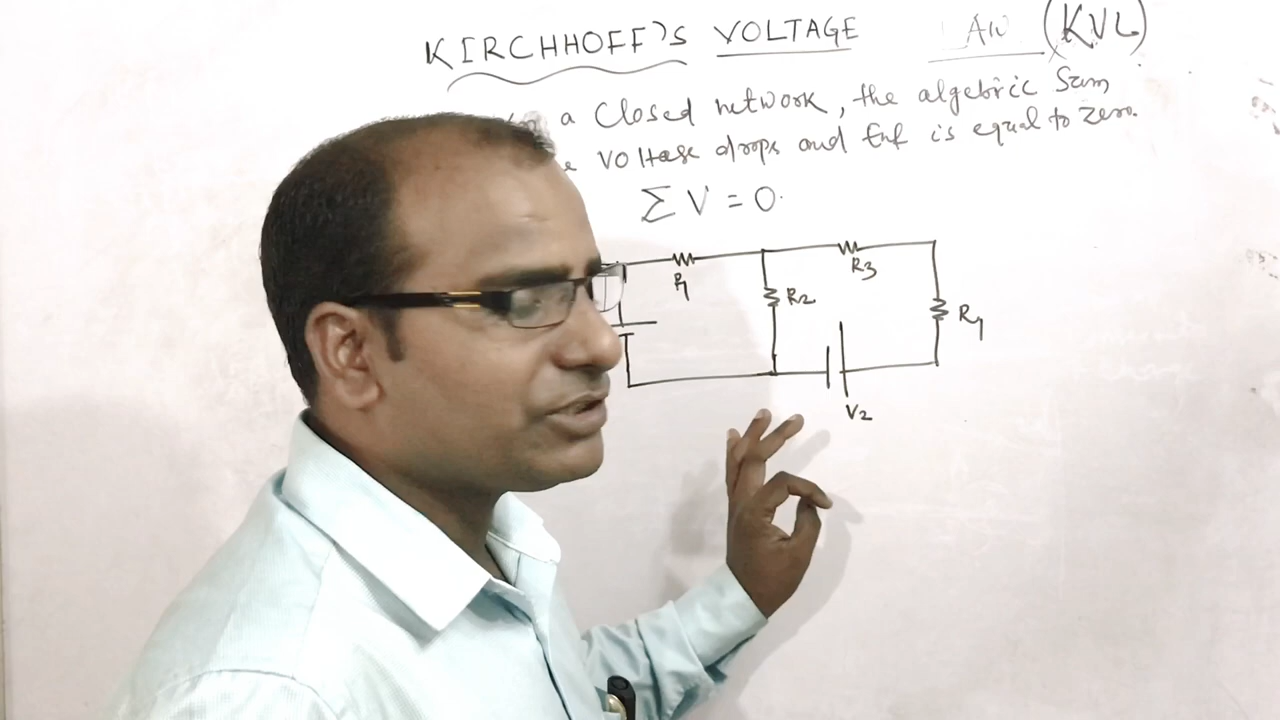 KIRCHHOFF'S VOLTAGE LAW (KVL)
a Closed network, the algebric Sum
voltage drops and Emf is equal to zero.
∑ V = 0.
R1
R2
R3
R4
V2